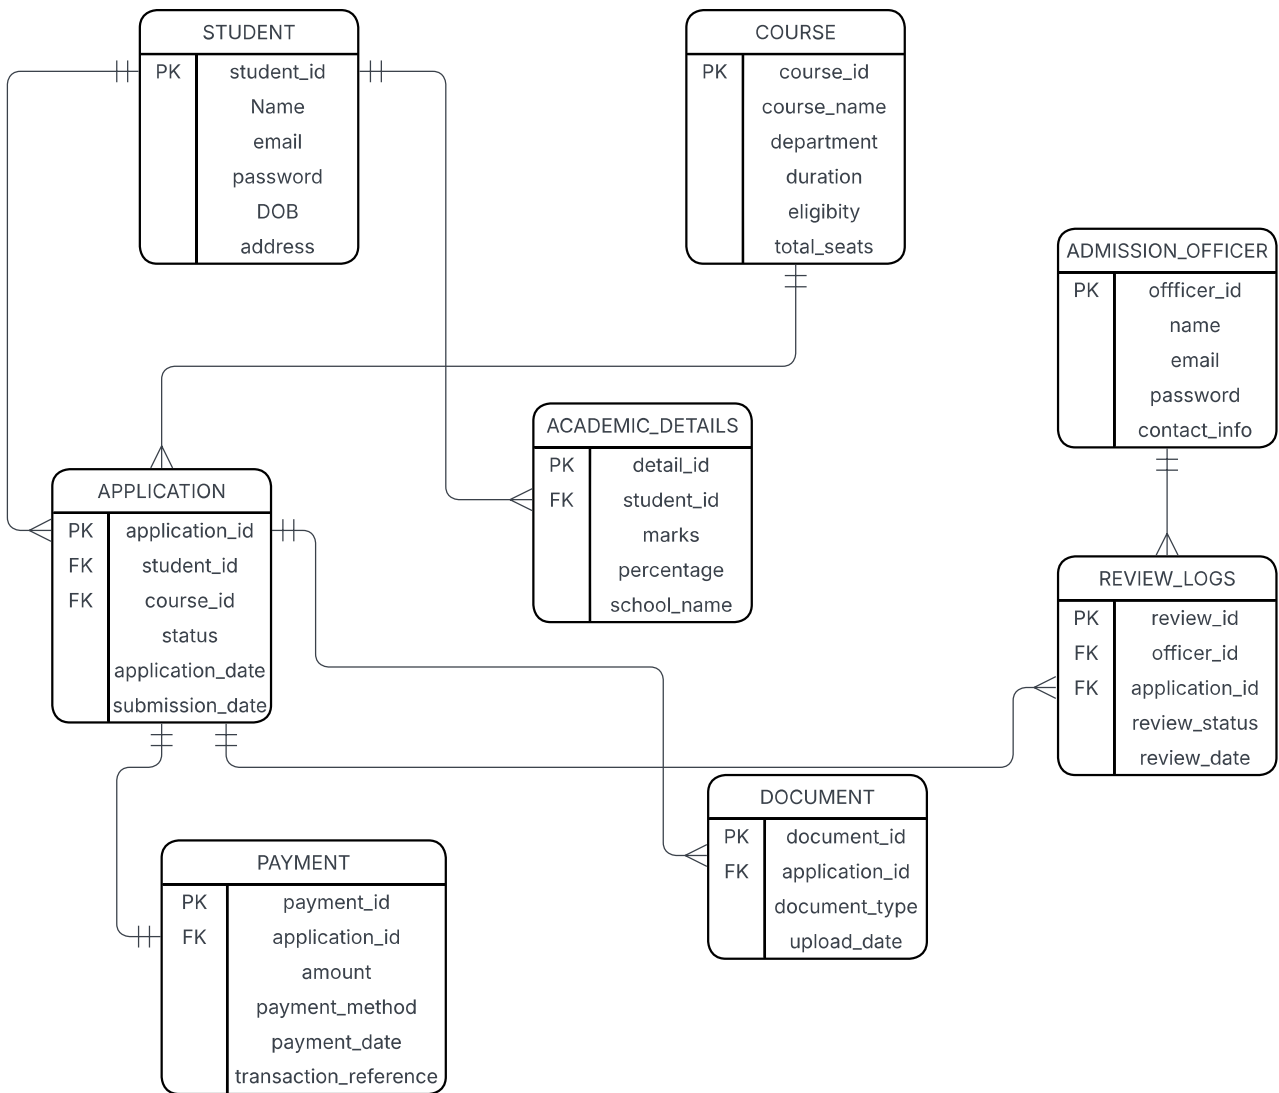 STUDENT
PK student_id
Name
email
password
DOB
address
COURSE
PK course_id
course_name
department
duration
eligibity
total_seats
ADMISSION_OFFICER
PK offficer_id
name
email
password
contact_info
ACADEMIC_DETAILS
PK detail_id
FK student_id
marks
percentage
school_name
APPLICATION
PK application_id
FK student_id
FK course_id
status
application_date
submission_date
REVIEW_LOGS
PK review_id
FK officer_id
FK application_id
review_status
review_date
DOCUMENT
PK document_id
FK application_id
document_type
upload_date
PAYMENT
PK payment_id
FK application_id
amount
payment_method
payment_date
transaction_reference